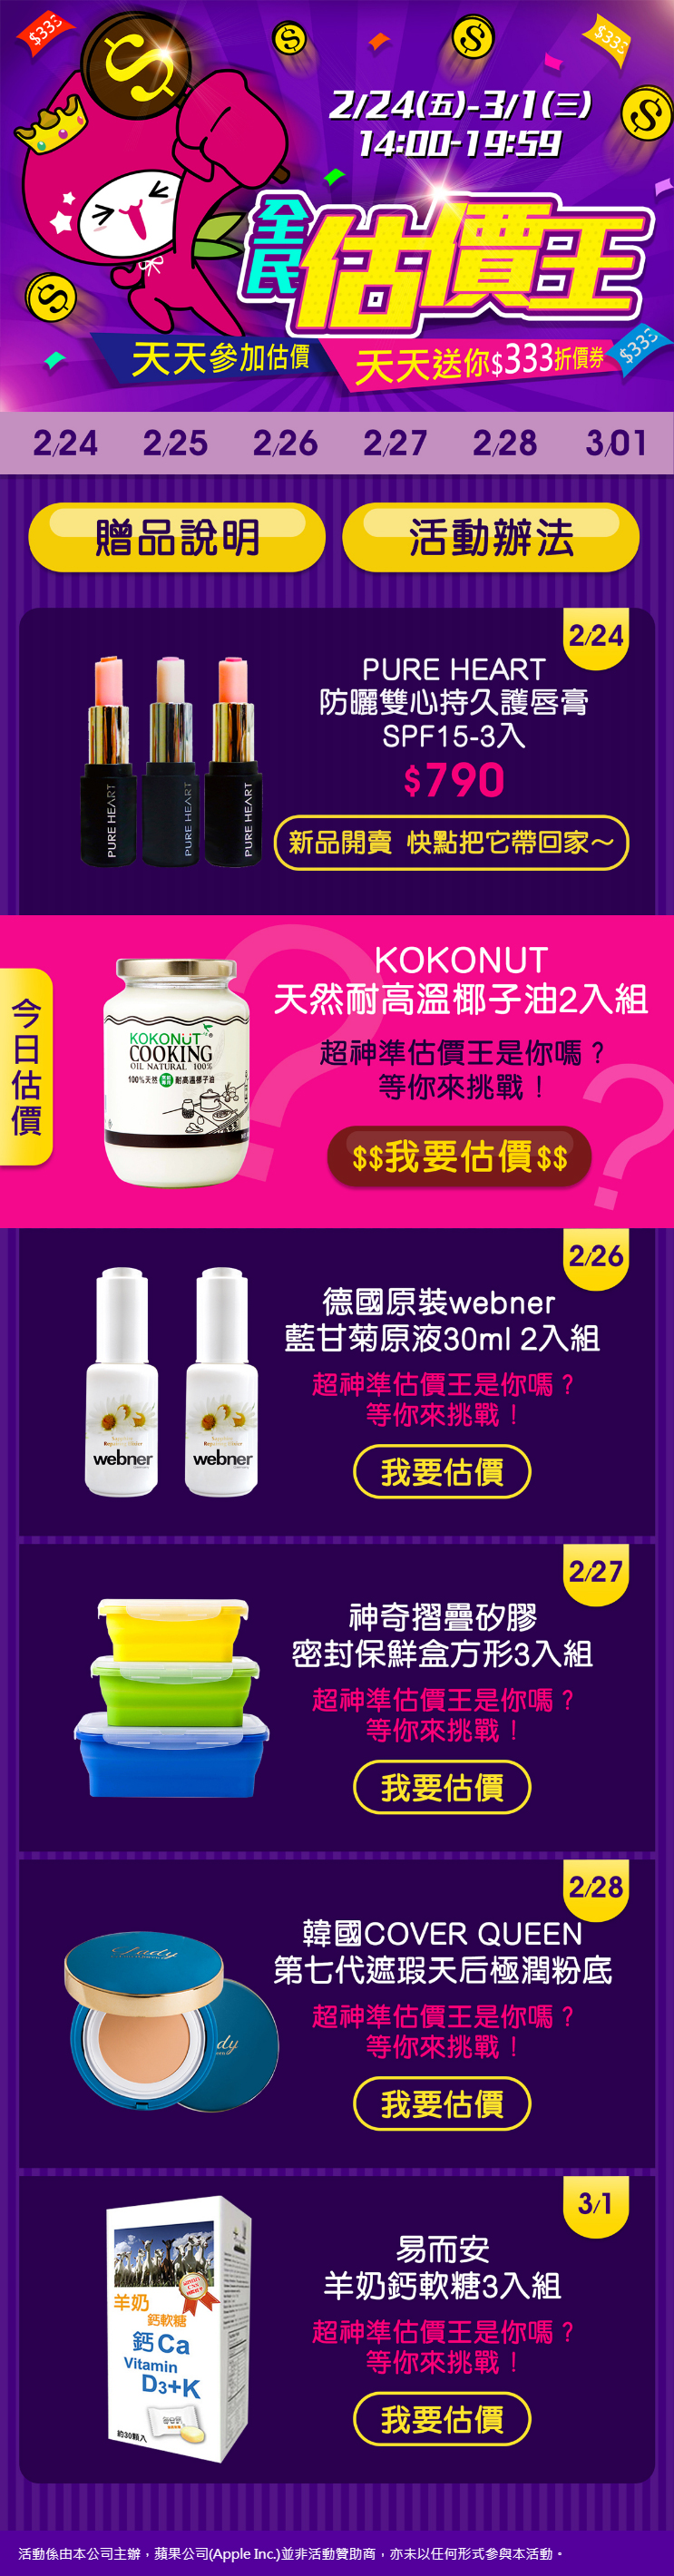 $333
$333
2/24(五)-3/1(三)
14:00-19:59
全民估價王
天天參加估價
天天送你$333折價券
$333
2/24 2/25 2/26 2/27 2/28 3/01
贈品說明
活動辦法
2/24
PURE HEART
防曬雙心持久護唇膏
SPF15-3入
$790
新品開賣 快點把它帶回家～
PURE HEART
PURE HEART
PURE HEART
今日估價
KOKONUT
天然耐高溫椰子油2入組
超神準估價王是你嗎？
等你來挑戰！
$$我要估價$$
KOKONUT
COOKING
OIL NATURAL 100%
100%天然
耐高溫椰子油
2/26
德國原裝webner
藍甘菊原液30ml 2入組
超神準估價王是你嗎？
等你來挑戰！
我要估價
webner
webner
2/27
神奇摺疊矽膠
密封保鮮盒方形3入組
超神準估價王是你嗎？
等你來挑戰！
我要估價
2/28
韓國COVER QUEEN
第七代遮瑕天后極潤粉底
超神準估價王是你嗎？
等你來挑戰！
我要估價
Lady
3/1
易而安
羊奶鈣軟糖3入組
超神準估價王是你嗎？
等你來挑戰！
我要估價
羊奶
鈣軟糖
鈣Ca
Vitamin
D3+K
約30顆入
活動係由本公司主辦，蘋果公司(Apple Inc.)並非活動贊助商，亦未以任何形式參與本活動。